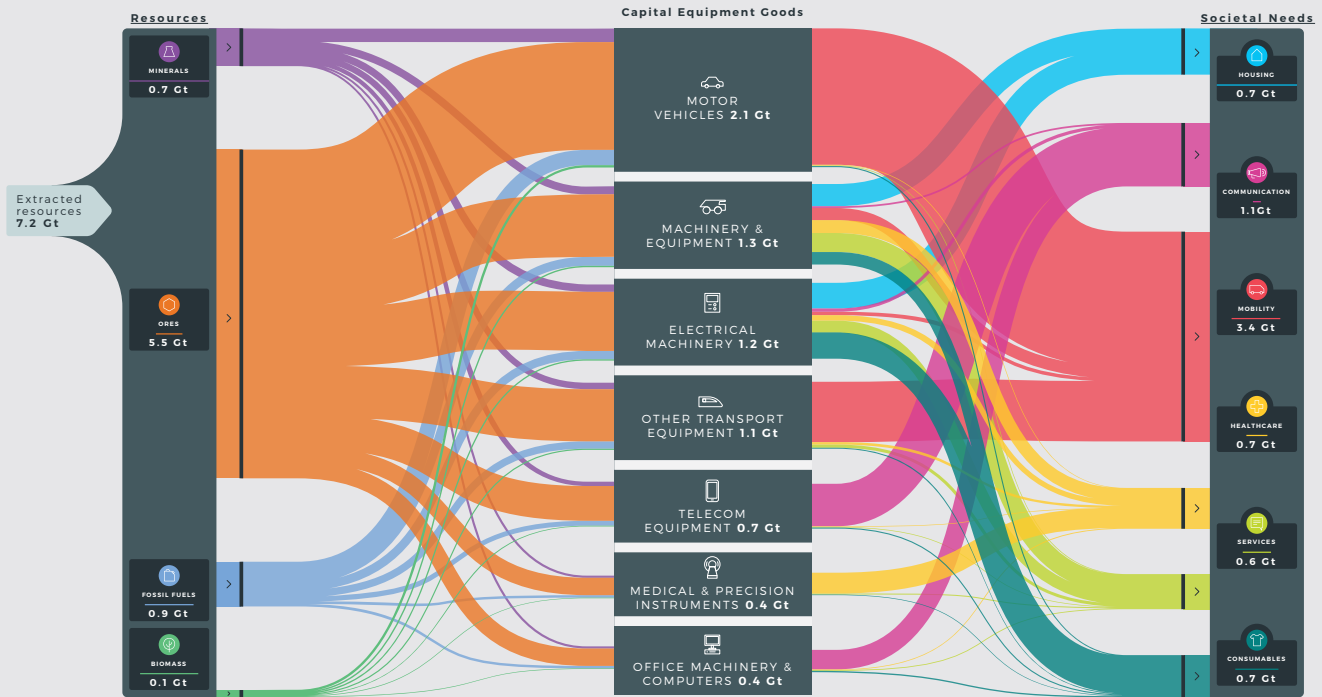 Resources
Capital Equipment Goods
Societal Needs
Extracted
resources
7.2 Gt
MINERALS
0.7 Gt
ORES
5.5 Gt
FOSSIL FUELS
0.9 Gt
BIOMASS
0.1 Gt
MOTOR
VEHICLES 2.1 Gt
MACHINERY &
EQUIPMENT 1.3 Gt
ELECTRICAL
MACHINERY 1.2 Gt
OTHER TRANSPORT
EQUIPMENT 1.1 Gt
TELECOM
EQUIPMENT 0.7 Gt
MEDICAL & PRECISION
INSTRUMENTS 0.4 Gt
OFFICE MACHINERY &
COMPUTERS 0.4 Gt
HOUSING
0.7 Gt
COMMUNICATION
1.1Gt
MOBILITY
3.4 Gt
HEALTHCARE
0.7 Gt
SERVICES
0.6 Gt
CONSUMABLES
0.7 Gt